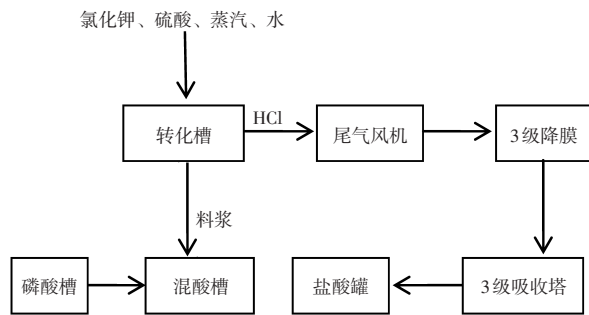 氯化钾、硫酸、蒸汽、水
转化槽
HCl
尾气风机
3级降膜
料浆
磷酸槽
混酸槽
盐酸罐
3级吸收塔